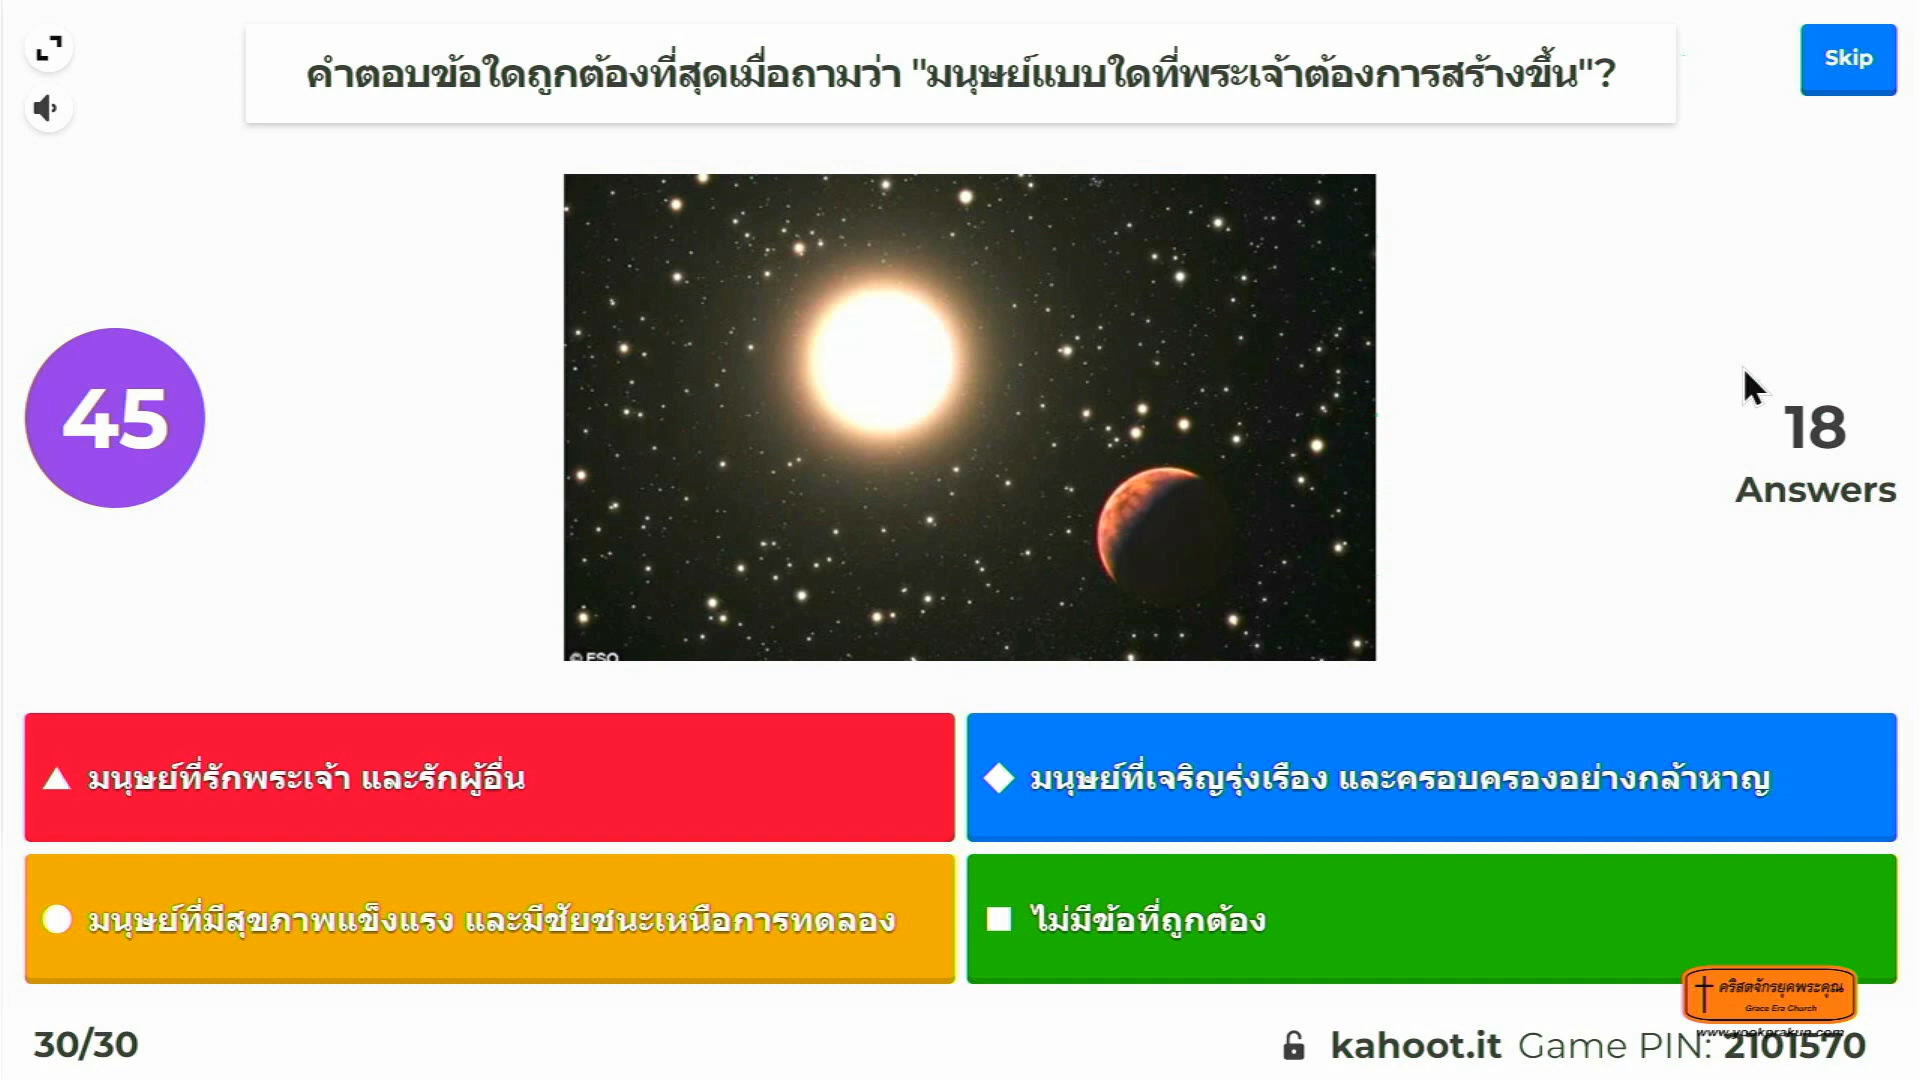 คำตอบข้อใดถูกต้องที่สุดเมื่อถามว่า "มนุษย์แบบใดที่พระเจ้าต้องการสร้างขึ้น"?
Skip
45
18
Answers
© ESO
มนุษย์ที่รักพระเจ้า และรักผู้อื่น
มนุษย์ที่เจริญรุ่งเรือง และครอบครองอย่างกล้าหาญ
มนุษย์ที่มีสุขภาพแข็งแรง และมีชัยชนะเหนือการทดลอง
ไม่มีข้อที่ถูกต้อง
คริสตจักรยุคพระคุณ
Grace Era Church
www.yookprakun.com
30/30
kahoot.it Game PIN: 2101570